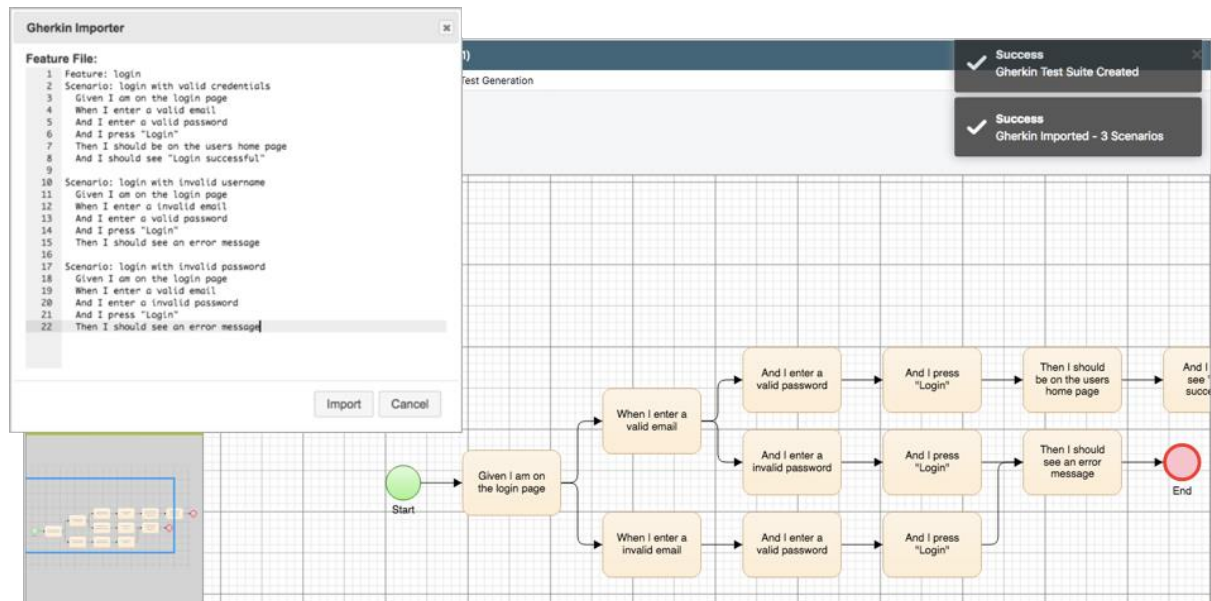 Gherkin Importer
Feature File:
1 Feature: login
2 Scenario: login with valid credentials
3 Given I am on the login page
4 When I enter a valid email
5 And I enter a valid password
6 And I press "Login"
7 Then I should be on the users home page
8 And I should see "Login successful"
9
10 Scenario: login with invalid username
11 Given I am on the login page
12 When I enter a invalid email
13 And I enter a valid password
14 And I press "Login"
15 Then I should see an error message
16
17 Scenario: login with invalid password
18 Given I am on the login page
19 When I enter a valid email
20 And I enter a invalid password
21 And I press "Login"
22 Then I should see an error message
Import Cancel
1)
Test Generation
Success
Gherkin Test Suite Created
Success
Gherkin Imported - 3 Scenarios
Start
Given I am on
the login page
When I enter a
valid email
And I enter a
valid password
And I press
"Login"
Then I should
be on the users
home page
And I
see "
succe
And I enter a
invalid password
And I press
"Login"
Then I should
see an error
message
End
When I enter a
invalid email
And I enter a
valid password
And I press
"Login"